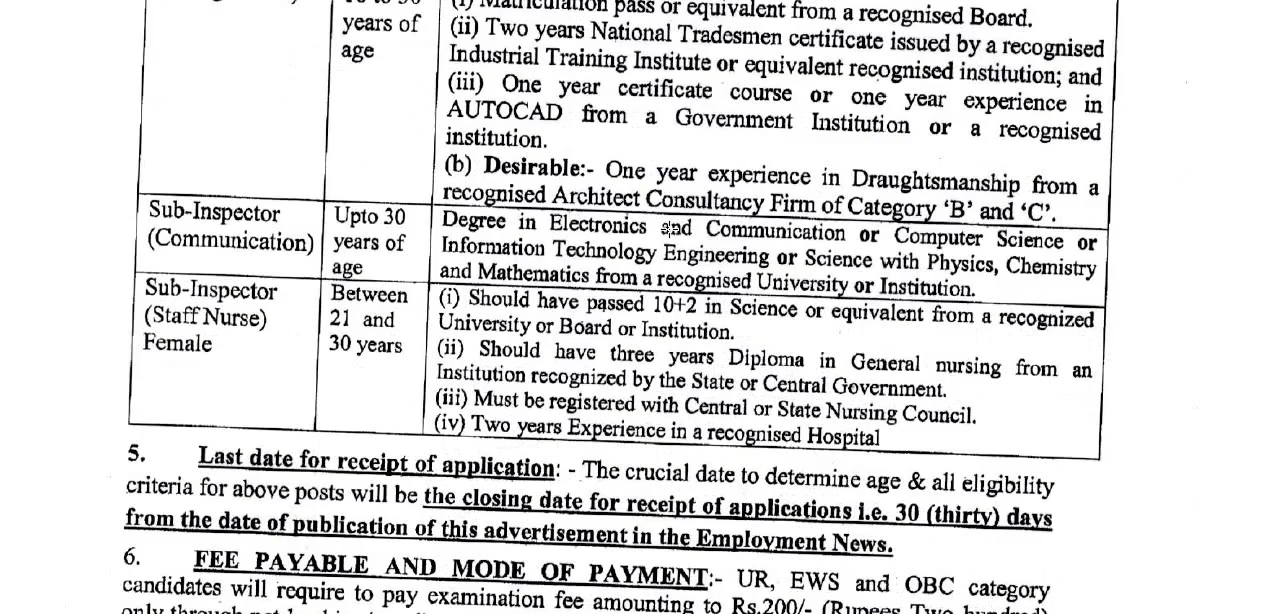 years of
age
(i) Matriculation pass or equivalent from a recognised Board.
(ii) Two years National Tradesmen certificate issued by a recognised
Industrial Training Institute or equivalent recognised institution; and
(iii) One year certificate course or one year experience in
AUTOCAD from a Government Institution or a recognised
institution.
(b) Desirable:- One year experience in Draughtsmanship from a
recognised Architect Consultancy Firm of Category ‘B’ and ‘C’.
Sub-Inspector
(Communication)
Upto 30
years of
age
Degree in Electronics and Communication or Computer Science or
Information Technology Engineering or Science with Physics, Chemistry
and Mathematics from a recognised University or Institution.
Sub-Inspector
(Staff Nurse)
Female
Between
21 and
30 years
(i) Should have passed 10+2 in Science or equivalent from a recognized
University or Board or Institution.
(ii) Should have three years Diploma in General nursing from an
Institution recognized by the State or Central Government.
(iii) Must be registered with Central or State Nursing Council.
(iv) Two years Experience in a recognised Hospital
5. Last date for receipt of application: - The crucial date to determine age & all eligibility
criteria for above posts will be the closing date for receipt of applications i.e. 30 (thirty) days
from the date of publication of this advertisement in the Employment News.
6. FEE PAYABLE AND MODE OF PAYMENT:- UR, EWS and OBC category
candidates will require to pay examination fee amounting to Rs.200/- (Rupees Two hundred)
only through